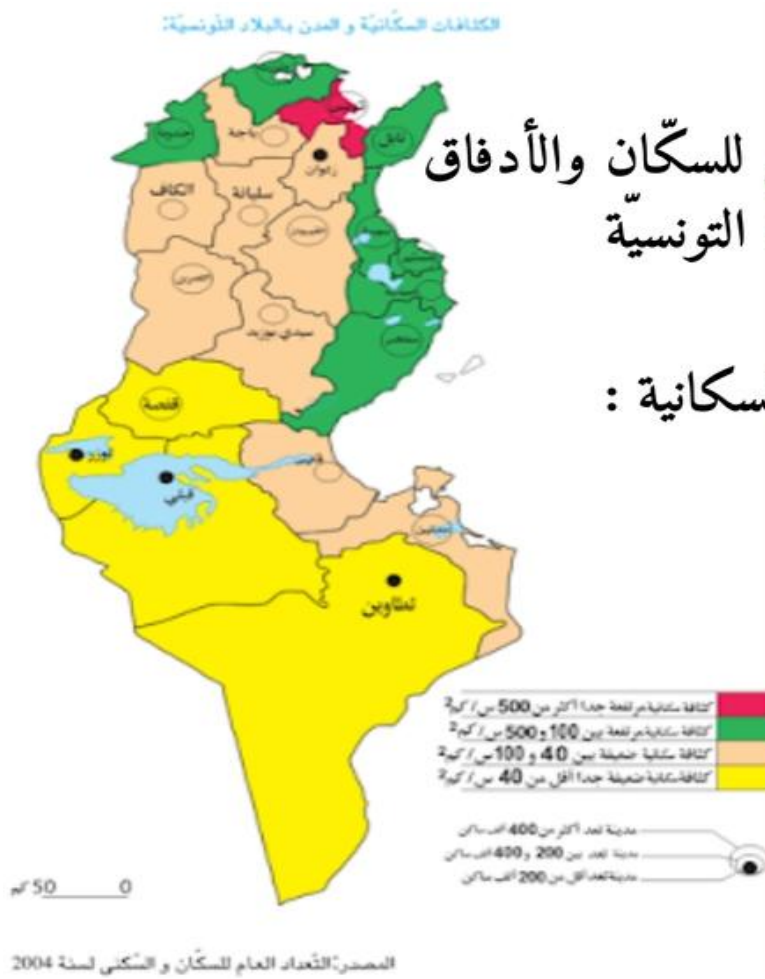 الكثافات السكّانيّة و المدن بالبلاد التّونسيّة:
للسكّان والأدفاق
التونسيّة
سكانية :
باجة
نابل
جندوبة
زغوان
الكاف
سليانة
سيدي بوزيد
صفاقس
قفصة
توزر
قبلي
قابس
مدنين
تطاوين
كثافة سكانية مرتفعة جدا أكثر من 500 س/كم²
كثافة سكانية مرتفعة بين 100 و 500 س/كم²
كثافة سكانية ضعيفة بين 40 و 100 س/كم²
كثافة سكانية ضعيفة جدا أقل من 40 س/كم²
مدينة تعد أكثر من 400 ألف ساكن
مدينة تعد بين 200 و 400 ألف ساكن
مدينة تعد أقل من 200 ألف ساكن
50 كم 0
المصدر: التّعداد العام للسكّان و السّكنى لسنة 2004